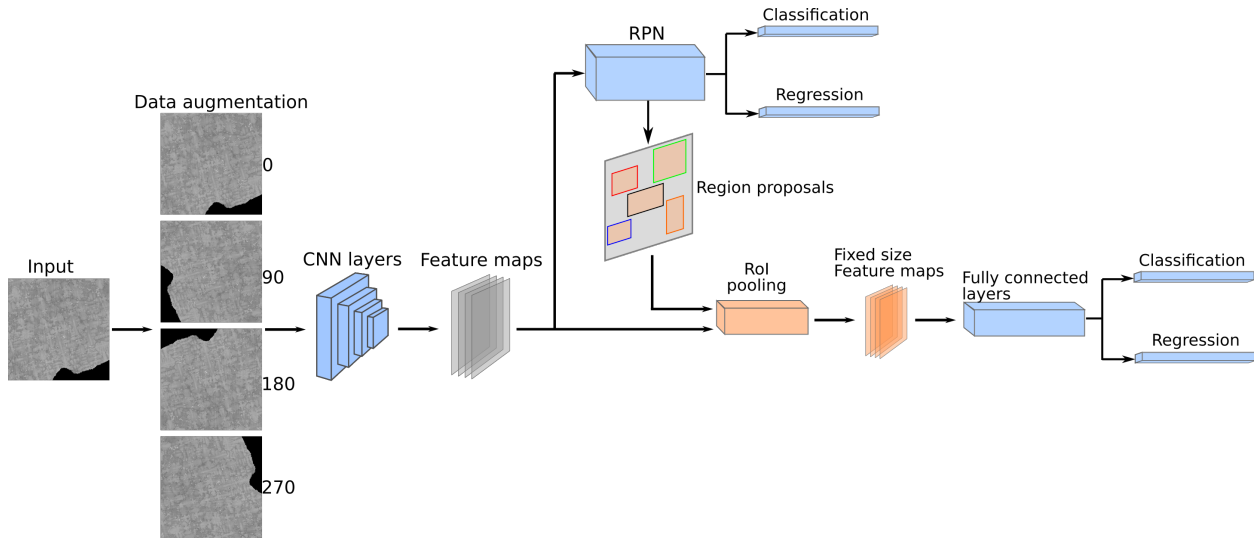 Input
Data augmentation
0
90
180
270
CNN layers
Feature maps
RPN
Classification
Regression
Region proposals
RoI
pooling
Fixed size
Feature maps
Fully connected
layers
Classification
Regression